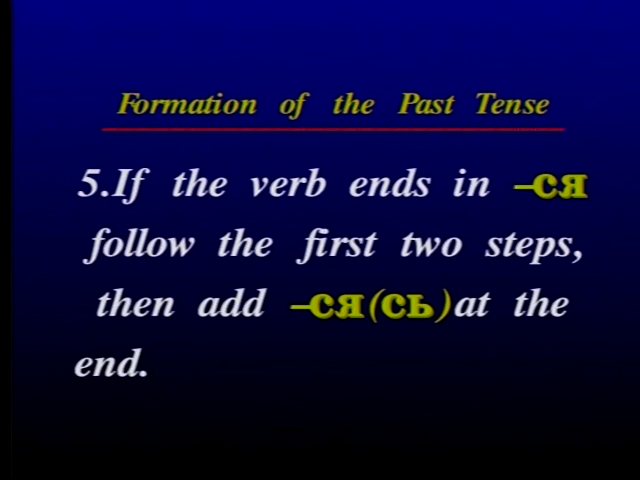 Formation of the Past Tense
5.If the verb ends in –ся
follow the first two steps,
then add –ся(сь)at the
end.